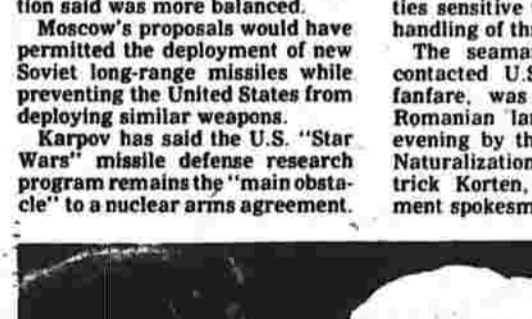 tion said was more balanced.
Moscow's proposals would have
permitted the deployment of new
Soviet long-range missiles while
preventing the United States from
deploying similar weapons.
Karpov has said the U.S. "Star
Wars" missile defense research
program remains the "main obsta-
cle" to a nuclear arms agreement.
ties sensitive
handling of
The seama
contacted U.S
fanfare, was
Romanian
evening by
Naturalization
trick Korten,
ment spokesm